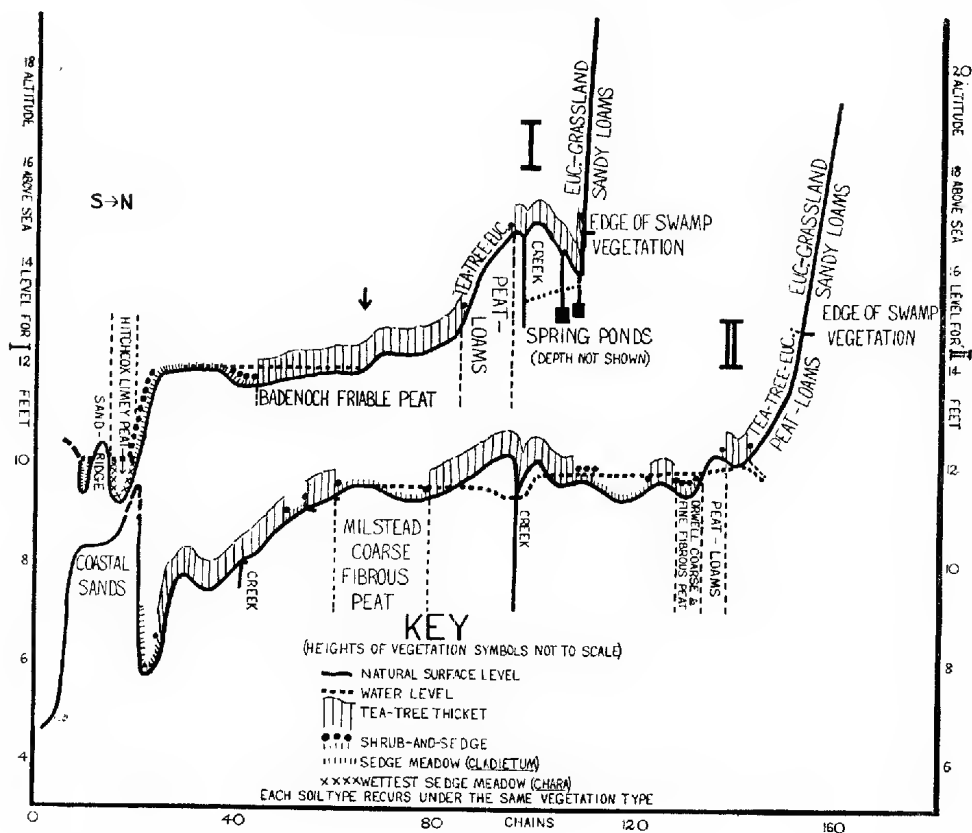 18 ALTITUDE
16 ABOVE SEA
14 LEVEL FOR I
12
FEET
10
8
6
4
20
ALTITUDE
18 ABOVE SEA
16 LEVEL FOR II
14
FEET
12
10
8
6
S→N
I
II
EUC-GRASSLAND
SANDY LOAMS
EDGE OF SWAMP
VEGETATION
TEA-TREE-EUC.
PEAT-
LOAMS
CREEK
SPRING PONDS
(DEPTH NOT SHOWN)
BADENOCH FRIABLE PEAT
HITCHCOX LIMEY PEAT
SAND-
RIDGE
EUC-GRASSLAND
SANDY LOAMS
EDGE OF SWAMP
VEGETATION
TEA-TREE-EUC.:
PEAT-LOAMS
COASTAL
SANDS
CREEK
MILSTEAD
COARSE
FIBROUS
PEAT
CREEK
ORWELL COARSE &
FINE FIBROUS PEAT
PEAT-LOAMS
KEY
(HEIGHTS OF VEGETATION SYMBOLS NOT TO SCALE)
NATURAL SURFACE LEVEL
WATER LEVEL
TEA-TREE THICKET
SHRUB-AND-SEDGE
SEDGE MEADOW (CLADIETUM)
××××WETTEST SEDGE MEADOW (CHARA)
EACH SOIL TYPE RECURS UNDER THE SAME VEGETATION TYPE
0 40 80 CHAINS 120 160